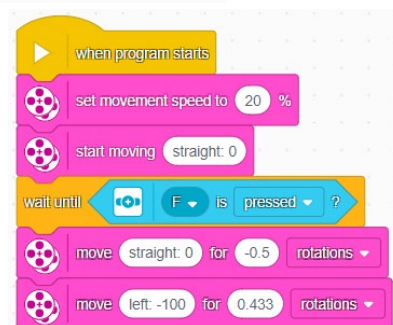 when program starts
set movement speed to 20 %
start moving straight: 0
wait until F is pressed ?
move straight: 0 for -0.5 rotations
move left: -100 for 0.433 rotations